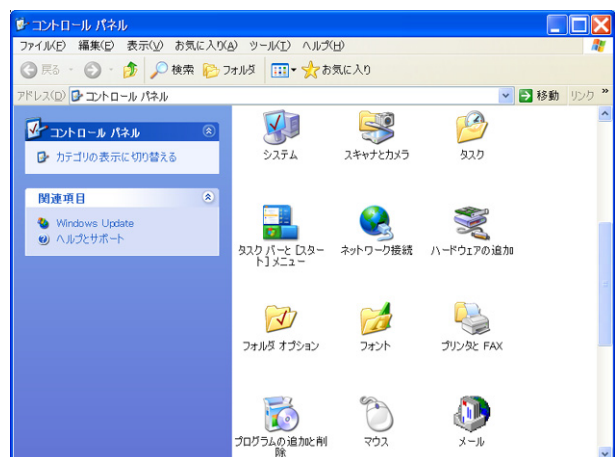 コントロール パネル
ファイル(F) 編集(E) 表示(V) お気に入り(A) ツール(T) ヘルプ(H)
戻る 検索 フォルダ お気に入り
アドレス(D) コントロール パネル 移動 リンク »
コントロール パネル
カテゴリの表示に切り替える
関連項目
Windows Update
ヘルプとサポート
システム スキャナとカメラ タスク
タスク バーと [スター
ト] メニュー
ネットワーク接続 ハードウェアの追加
フォルダ オプション フォント プリンタと FAX
プログラムの追加と削
除
マウス メール